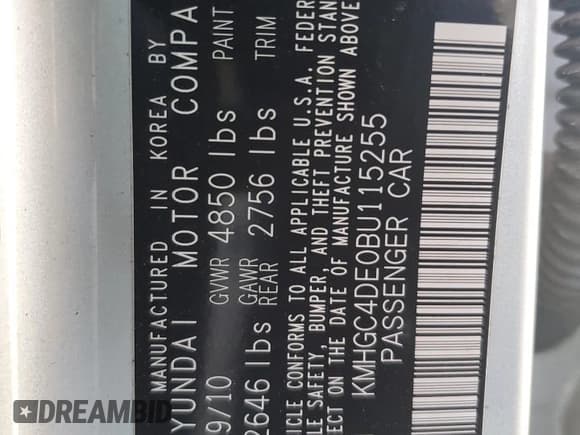 MANUFACTURED IN KOREA BY
YUNDAI MOTOR COMPA
9/10 GVWR 4850 lbs PAINT
GAWR
2646 lbs REAR 2756 lbs TRIM
ICLE CONFORMS TO ALL APPLICABLE U.S.A. FEDER
LE SAFETY, BUMPER, AND THEFT PREVENTION STAN
ECT ON THE DATE OF MANUFACTURE SHOWN ABOVE
KMHGC4DE0BU115255
PASSENGER CAR
DREAMBID